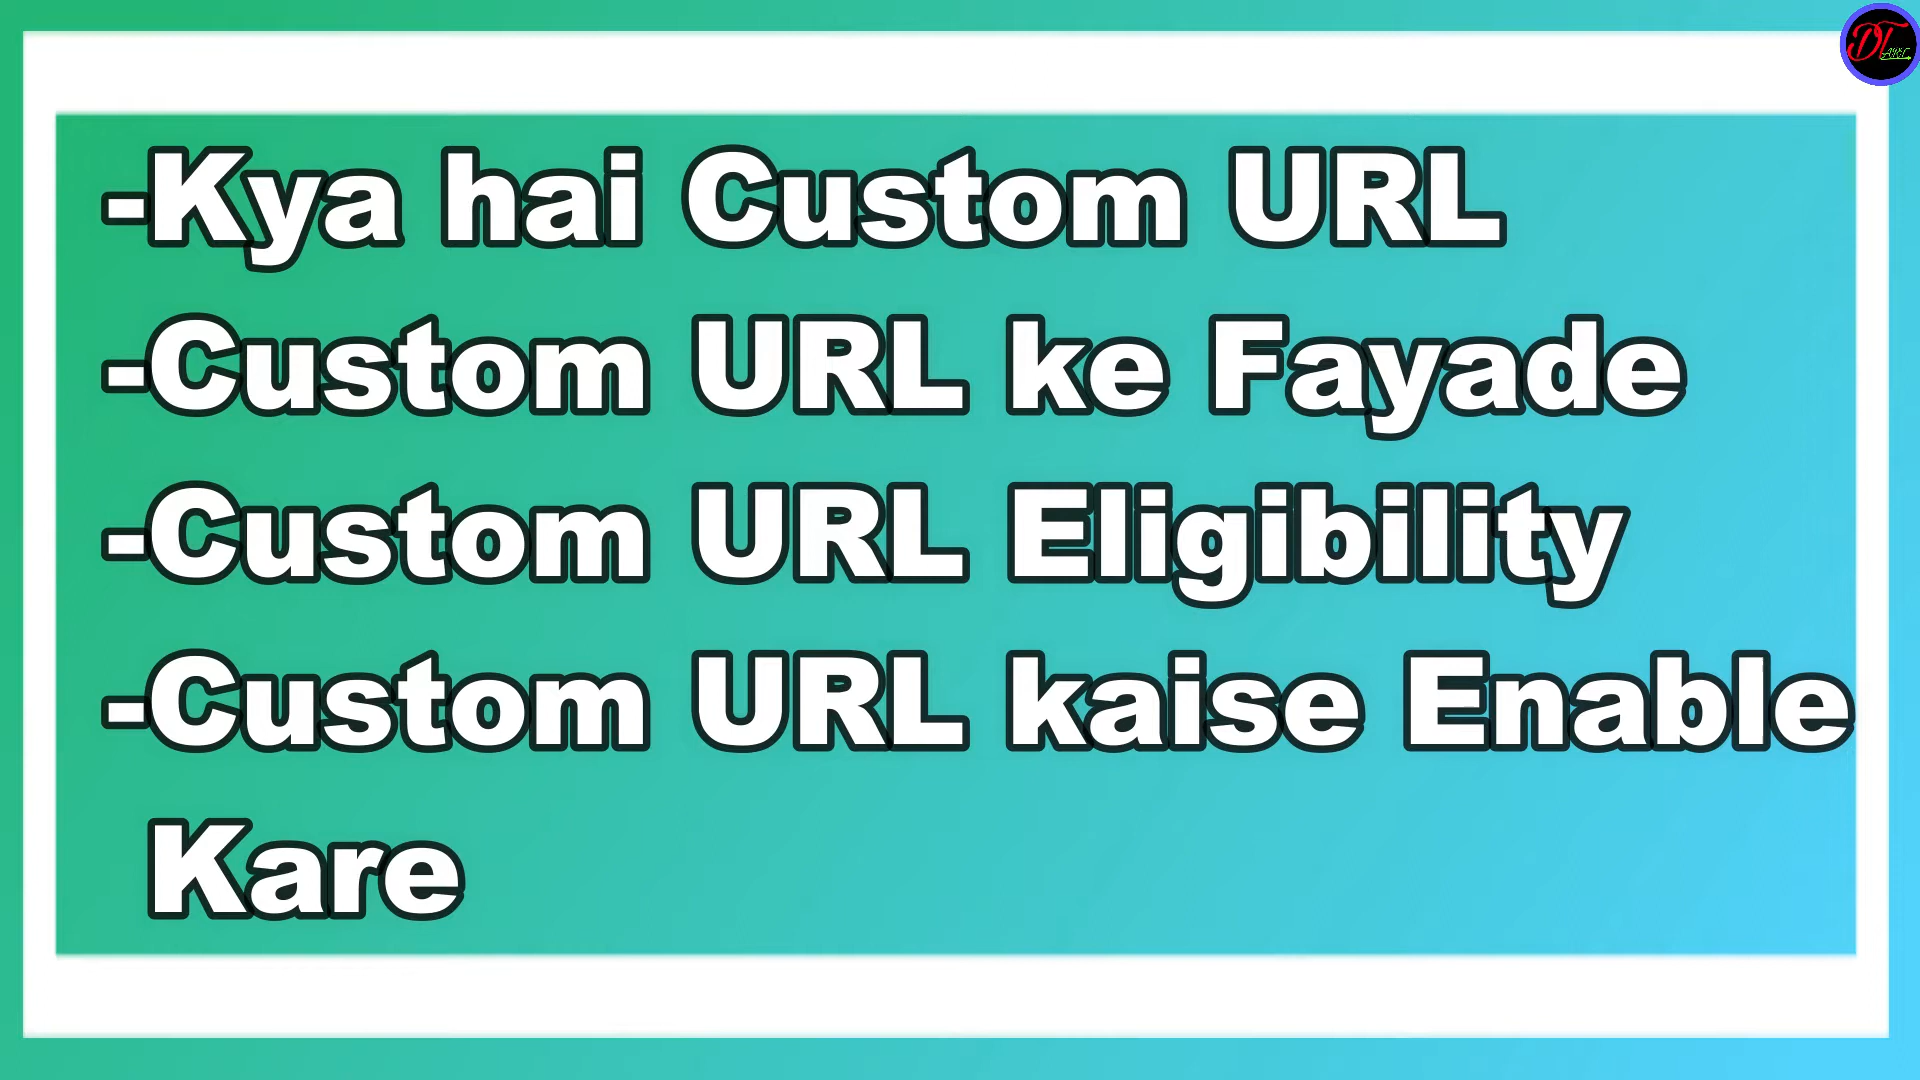 -Kya hai Custom URL
-Custom URL ke Fayade
-Custom URL Eligibility
-Custom URL kaise Enable
Kare